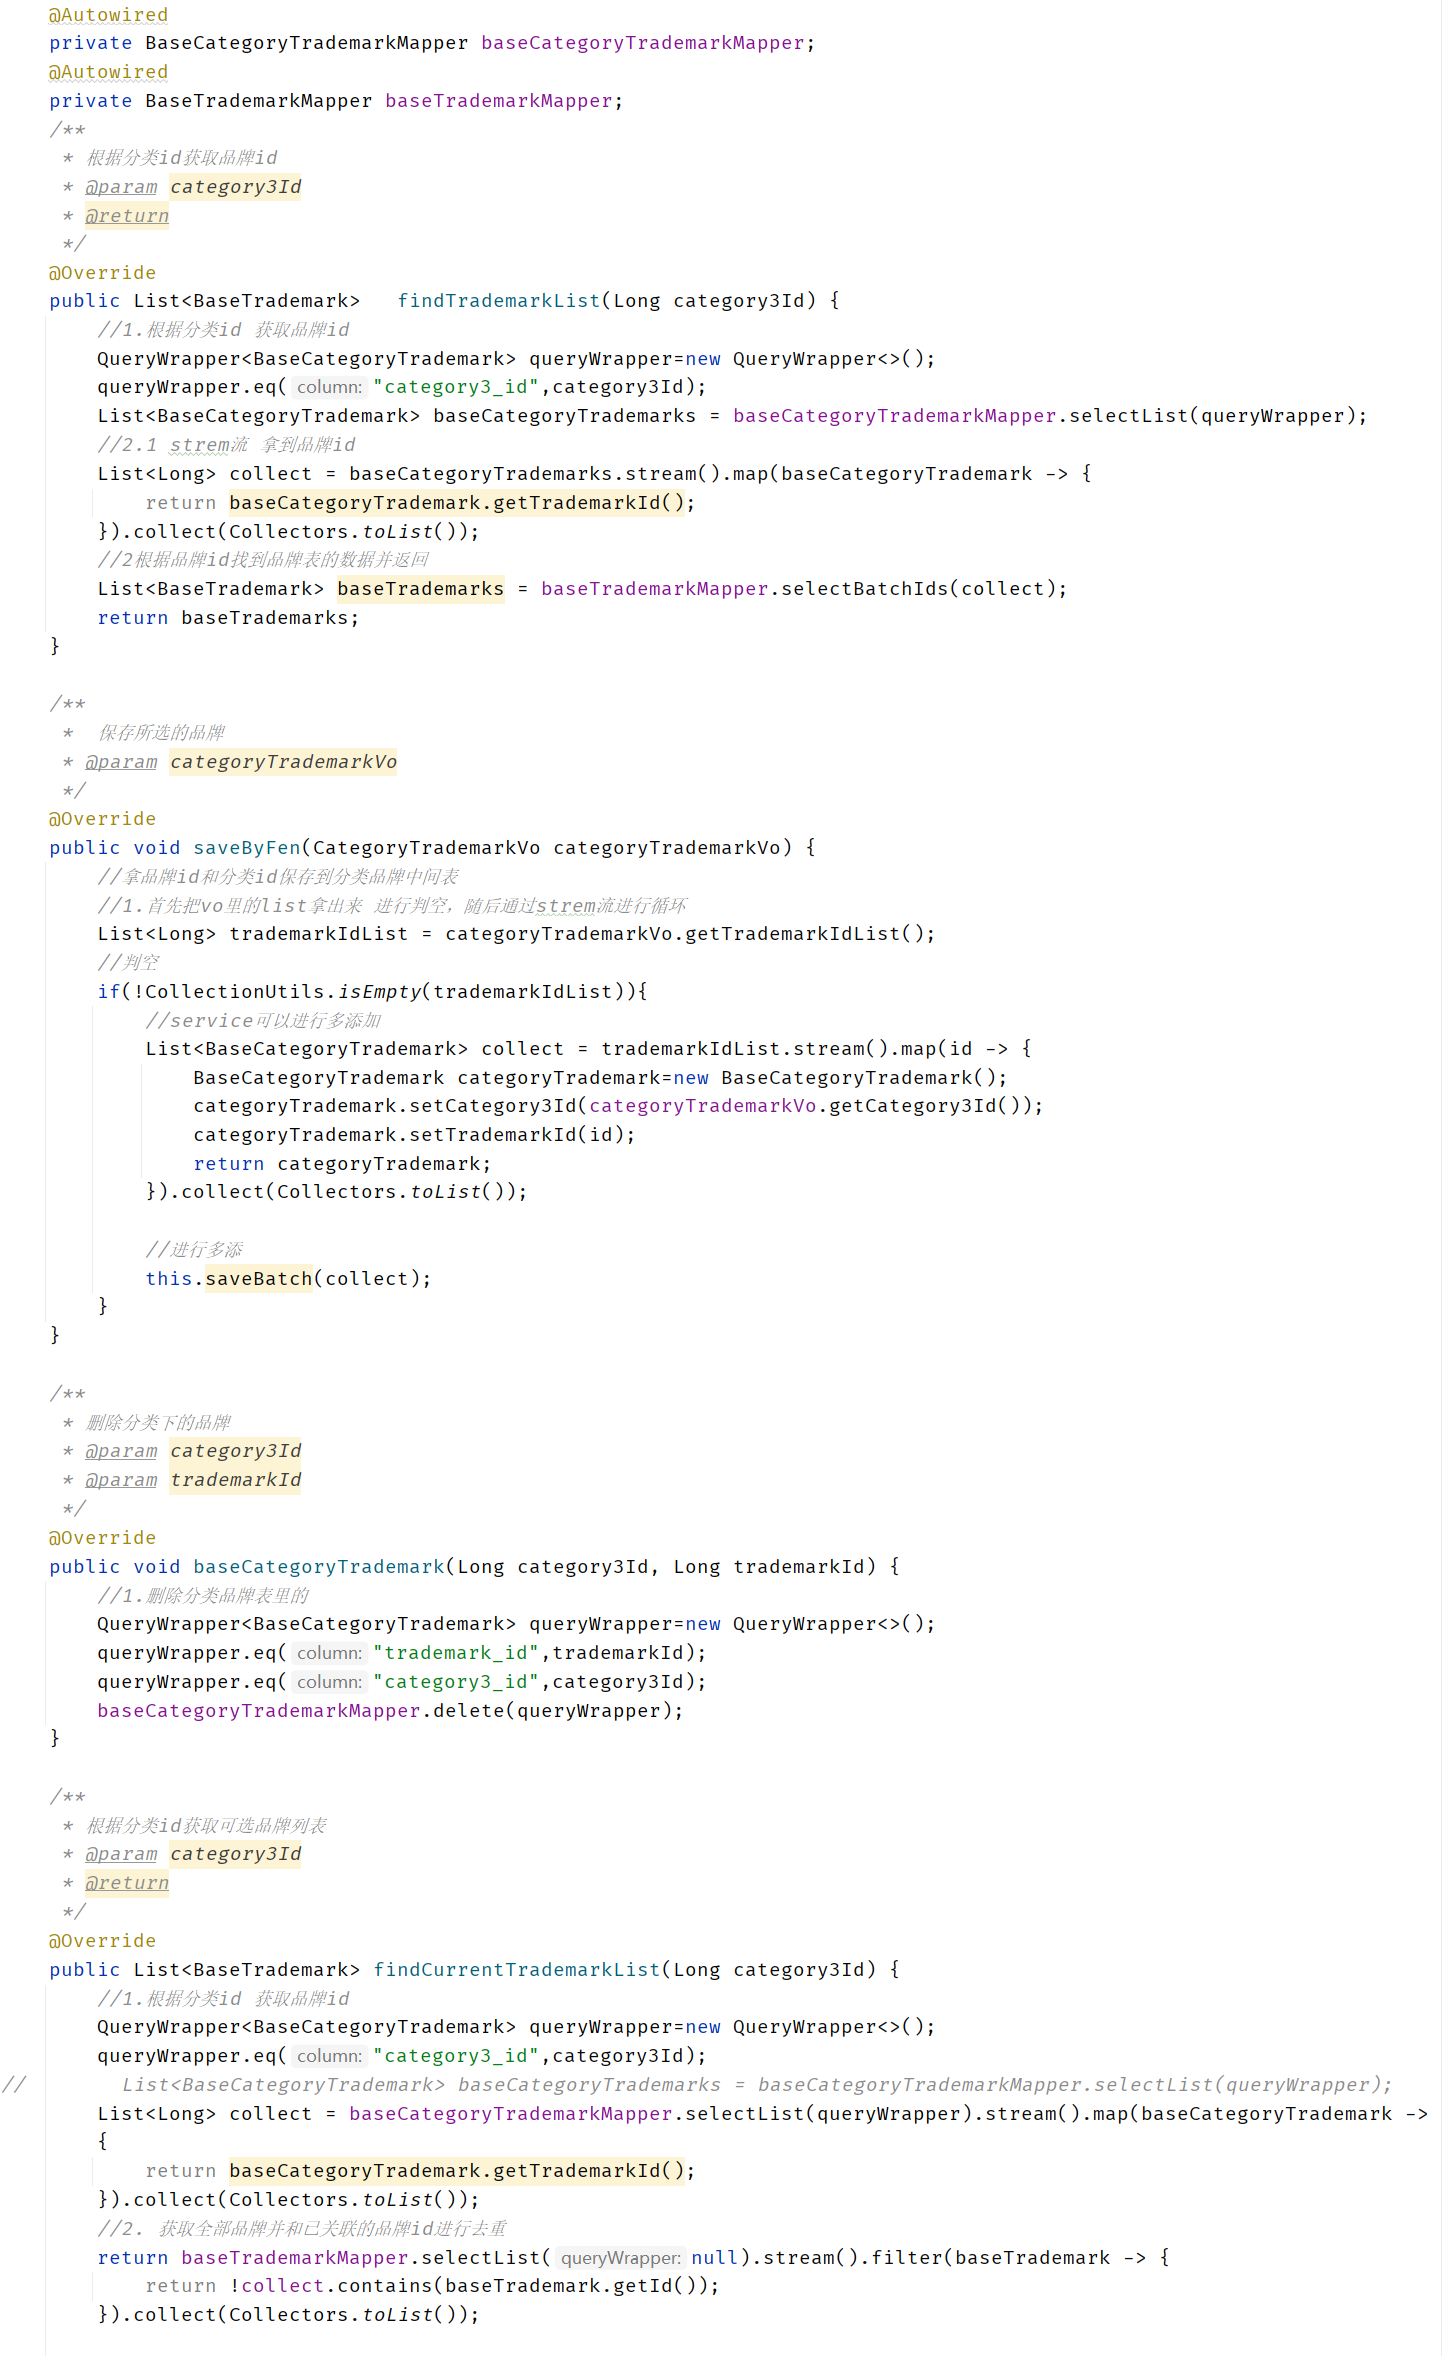 @Autowired
private BaseCategoryTrademarkMapper baseCategoryTrademarkMapper;
@Autowired
private BaseTrademarkMapper baseTrademarkMapper;
/**
 * 根据分类id获取品牌id
 * @param category3Id
 * @return
 */
@Override
public List<BaseTrademark>   findTrademarkList(Long category3Id) {
    //1.根据分类id 获取品牌id
    QueryWrapper<BaseCategoryTrademark> queryWrapper=new QueryWrapper<>();
    queryWrapper.eq( column: "category3_id",category3Id);
    List<BaseCategoryTrademark> baseCategoryTrademarks = baseCategoryTrademarkMapper.selectList(queryWrapper);
    //2.1 strem流 拿到品牌id
    List<Long> collect = baseCategoryTrademarks.stream().map(baseCategoryTrademark -> {
        return baseCategoryTrademark.getTrademarkId();
    }).collect(Collectors.toList());
    //2根据品牌id找到品牌表的数据并返回
    List<BaseTrademark> baseTrademarks = baseTrademarkMapper.selectBatchIds(collect);
    return baseTrademarks;
}
/**
 *  保存所选的品牌
 * @param categoryTrademarkVo
 */
@Override
public void saveByFen(CategoryTrademarkVo categoryTrademarkVo) {
    //拿品牌id和分类id保存到分类品牌中间表
    //1.首先把vo里的list拿出来 进行判空，随后通过strem流进行循环
    List<Long> trademarkIdList = categoryTrademarkVo.getTrademarkIdList();
    //判空
    if(!CollectionUtils.isEmpty(trademarkIdList)){
        //service可以进行多添加
        List<BaseCategoryTrademark> collect = trademarkIdList.stream().map(id -> {
            BaseCategoryTrademark categoryTrademark=new BaseCategoryTrademark();
            categoryTrademark.setCategory3Id(categoryTrademarkVo.getCategory3Id());
            categoryTrademark.setTrademarkId(id);
            return categoryTrademark;
        }).collect(Collectors.toList());
        //进行多添
        this.saveBatch(collect);
    }
}
/**
 * 删除分类下的品牌
 * @param category3Id
 * @param trademarkId
 */
@Override
public void baseCategoryTrademark(Long category3Id, Long trademarkId) {
    //1.删除分类品牌表里的
    QueryWrapper<BaseCategoryTrademark> queryWrapper=new QueryWrapper<>();
    queryWrapper.eq( column: "trademark_id",trademarkId);
    queryWrapper.eq( column: "category3_id",category3Id);
    baseCategoryTrademarkMapper.delete(queryWrapper);
}
/**
 * 根据分类id获取可选品牌列表
 * @param category3Id
 * @return
 */
@Override
public List<BaseTrademark> findCurrentTrademarkList(Long category3Id) {
    //1.根据分类id 获取品牌id
    QueryWrapper<BaseCategoryTrademark> queryWrapper=new QueryWrapper<>();
    queryWrapper.eq( column: "category3_id",category3Id);
//        List<BaseCategoryTrademark> baseCategoryTrademarks = baseCategoryTrademarkMapper.selectList(queryWrapper);
    List<Long> collect = baseCategoryTrademarkMapper.selectList(queryWrapper).stream().map(baseCategoryTrademark ->
    {
        return baseCategoryTrademark.getTrademarkId();
    }).collect(Collectors.toList());
    //2. 获取全部品牌并和已关联的品牌id进行去重
    return baseTrademarkMapper.selectList( queryWrapper: null).stream().filter(baseTrademark -> {
        return !collect.contains(baseTrademark.getId());
    }).collect(Collectors.toList());